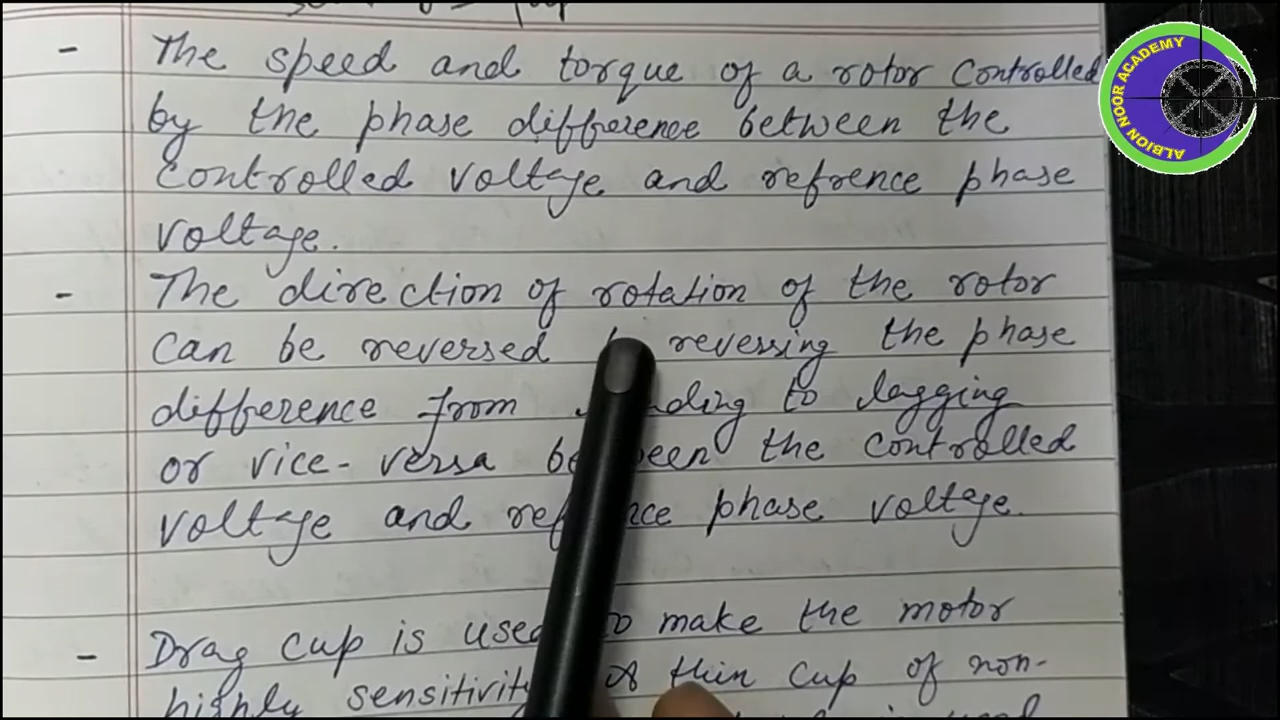 - The speed and torque of a rotor controlled
by the phase difference between the
controlled voltage and refrence phase
voltage.
- The direction of rotation of the rotor
can be reversed reversing the phase
difference from to lagging
or vice-versa the controlled
voltage and phase voltage.
- Drag cup is used to make the motor
highly sensitivity. A thin cup of non-
ALBION NOOR ACADEMY